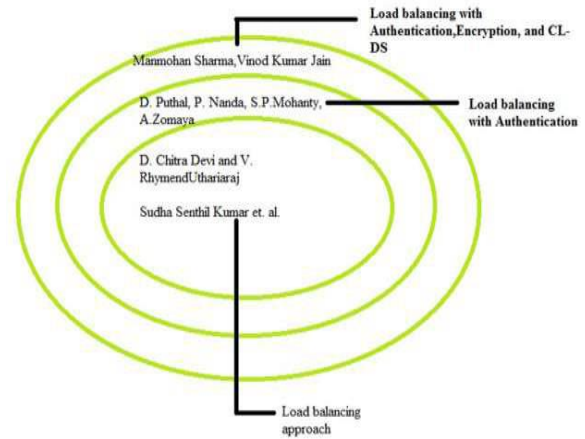 Load balancing with
Authentication,Encryption, and CL-
DS
Manmohan Sharma,Vinod Kumar Jain
D. Puthal, P. Nanda, S.P.Mohanty,
A.Zomaya
Load balancing
with Authentication
D. Chitra Devi and V.
RhymendUthariaraj
Sudha Senthil Kumar et. al.
Load balancing
approach